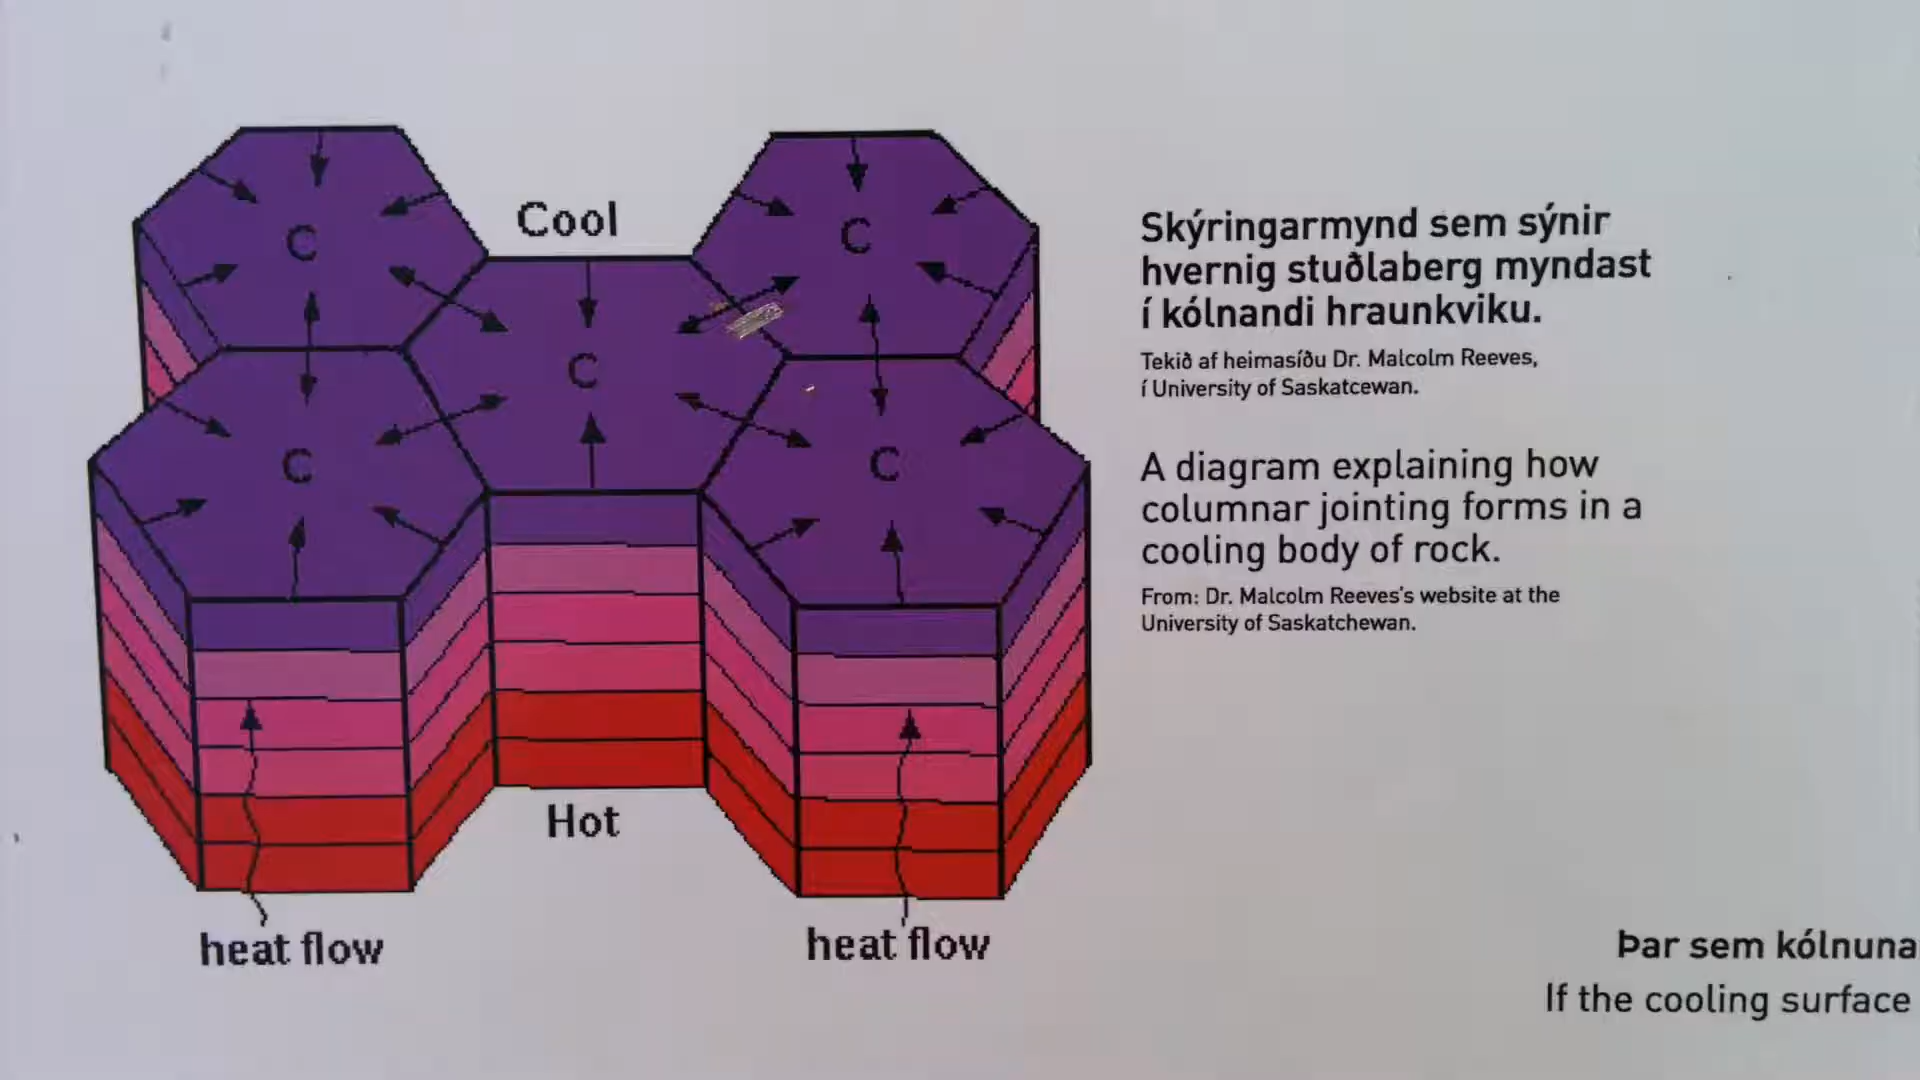 Cool
C
C
C
C
C
Hot
heat flow
heat flow
Skýringarmynd sem sýnir
hvernig stuðlaberg myndast
í kólnandi hraunkviku.
Tekið af heimasíðu Dr. Malcolm Reeves,
í University of Saskatcewan.
A diagram explaining how
columnar jointing forms in a
cooling body of rock.
From: Dr. Malcolm Reeves's website at the
University of Saskatchewan.
Þar sem kólnuna
If the cooling surface